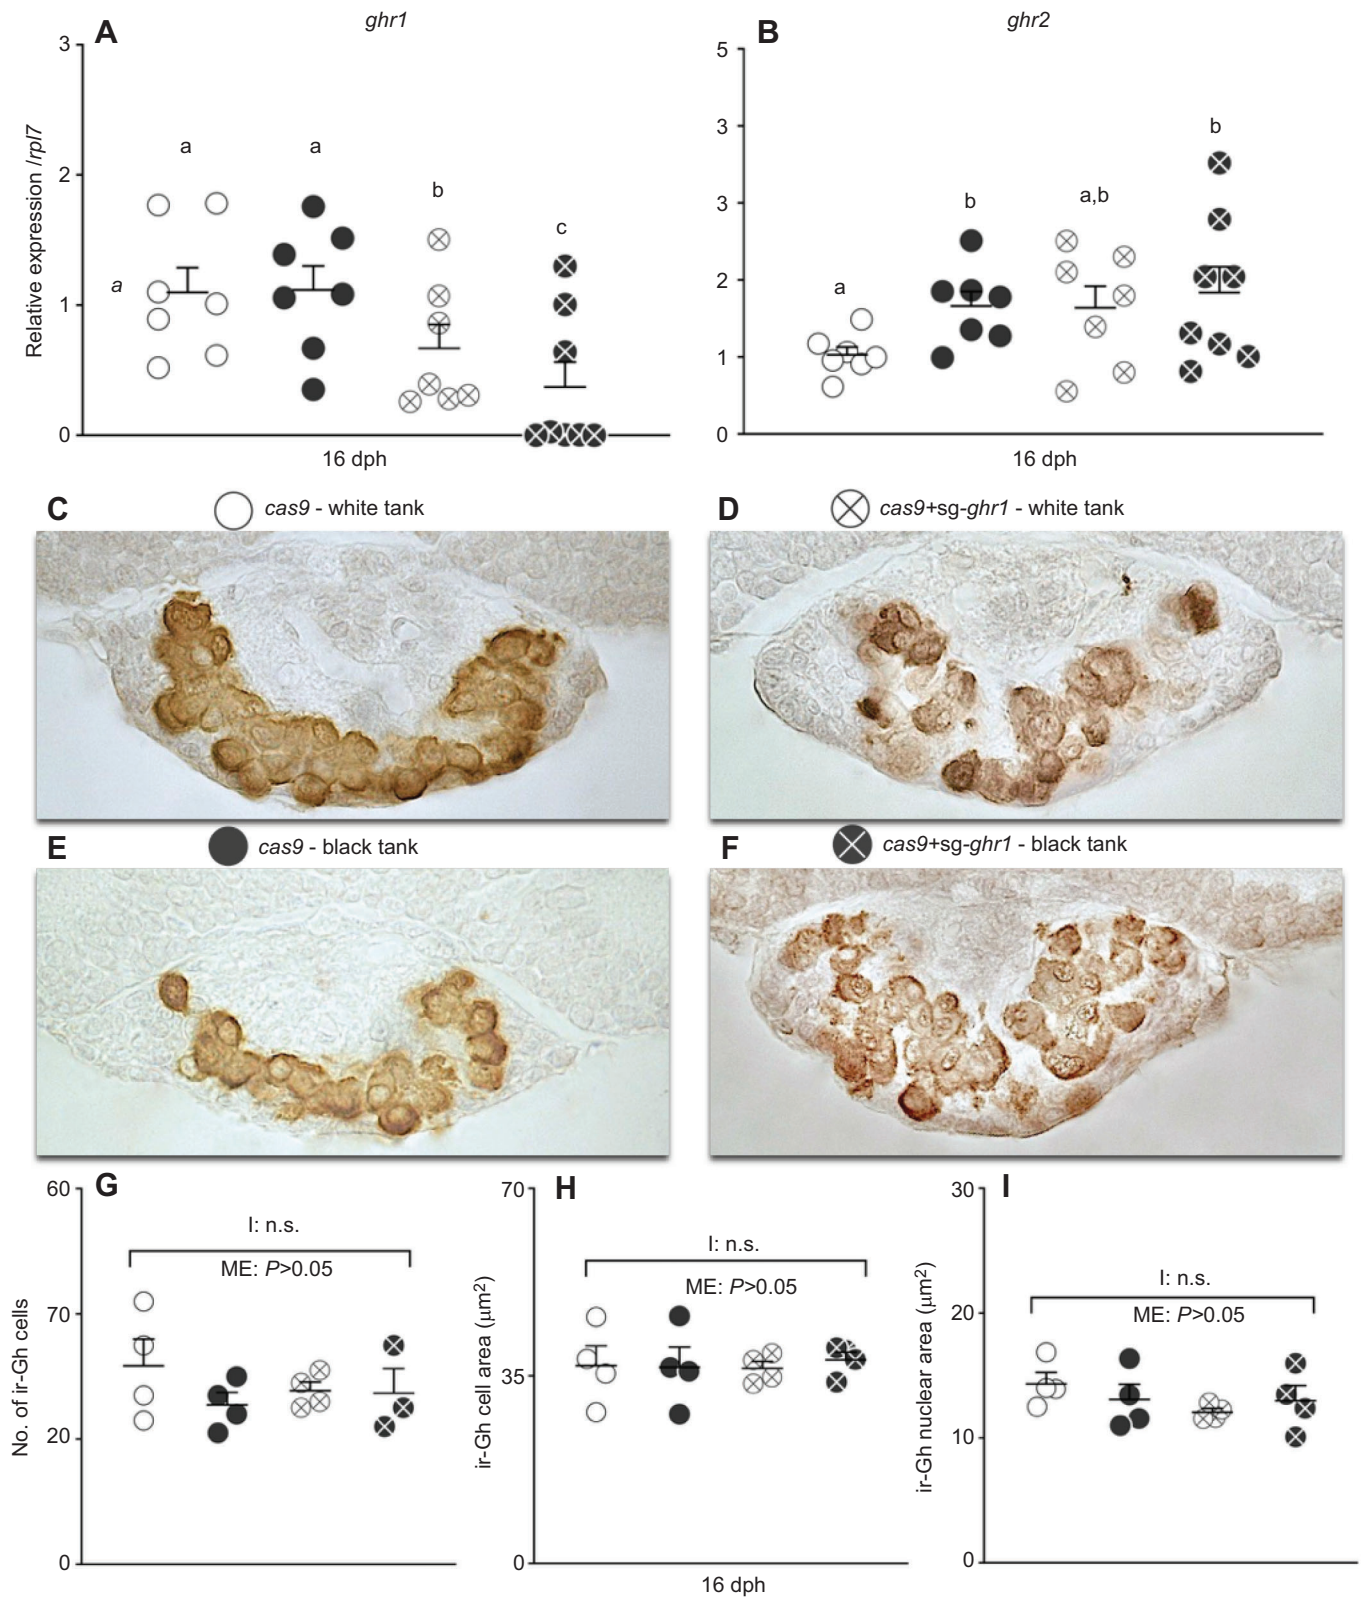 A
ghr1
3
2
1
0
Relative expression /rpl7
a
a
a
b
c
16 dph
B
ghr2
5
3
3
2
1
0
a
b
a,b
b
16 dph
C
cas9 - white tank
D
cas9+sg-ghr1 - white tank
E
cas9 - black tank
F
cas9+sg-ghr1 - black tank
G
60
70
20
0
No. of ir-Gh cells
I: n.s.
ME: P>0.05
H
70
35
0
ir-Gh cell area (μm²)
I: n.s.
ME: P>0.05
16 dph
I
30
20
10
0
ir-Gh nuclear area (μm²)
I: n.s.
ME: P>0.05